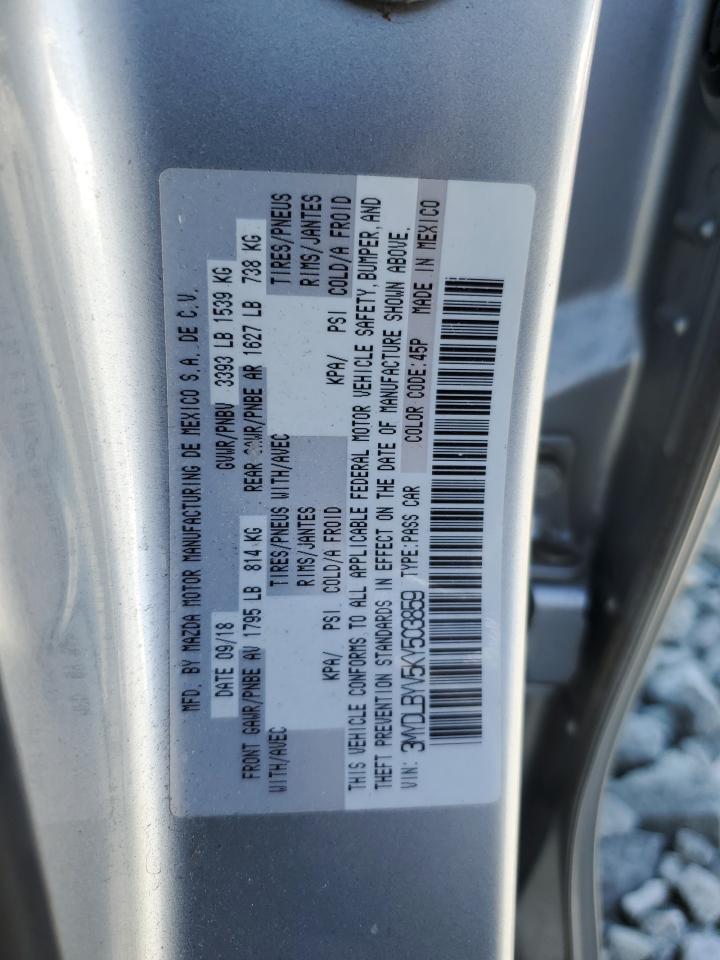 MFD. BY MAZDA MOTOR MANUFACTURING DE MEXICO S.A. DE C.V.
DATE 09/18 GVWR/PNBV 3393 LB 1539 KG
FRONT GAWR/PNBE AV 1795 LB 814 KG REAR GAWR/PNBE AR 1627 LB 738 KG
WITH/AVEC TIRES/PNEUS WITH/AVEC TIRES/PNEUS
RIMS/JANTES RIMS/JANTES
KPA/ PSI COLD/A FROID KPA/ PSI COLD/A FROID
THIS VEHICLE CONFORMS TO ALL APPLICABLE FEDERAL MOTOR VEHICLE SAFETY, BUMPER, AND
THEFT PREVENTION STANDARDS IN EFFECT ON THE DATE OF MANUFACTURE SHOWN ABOVE.
VIN: 3MYDLBYV5KY503859 TYPE:PASS CAR COLOR CODE:45P MADE IN MEXICO